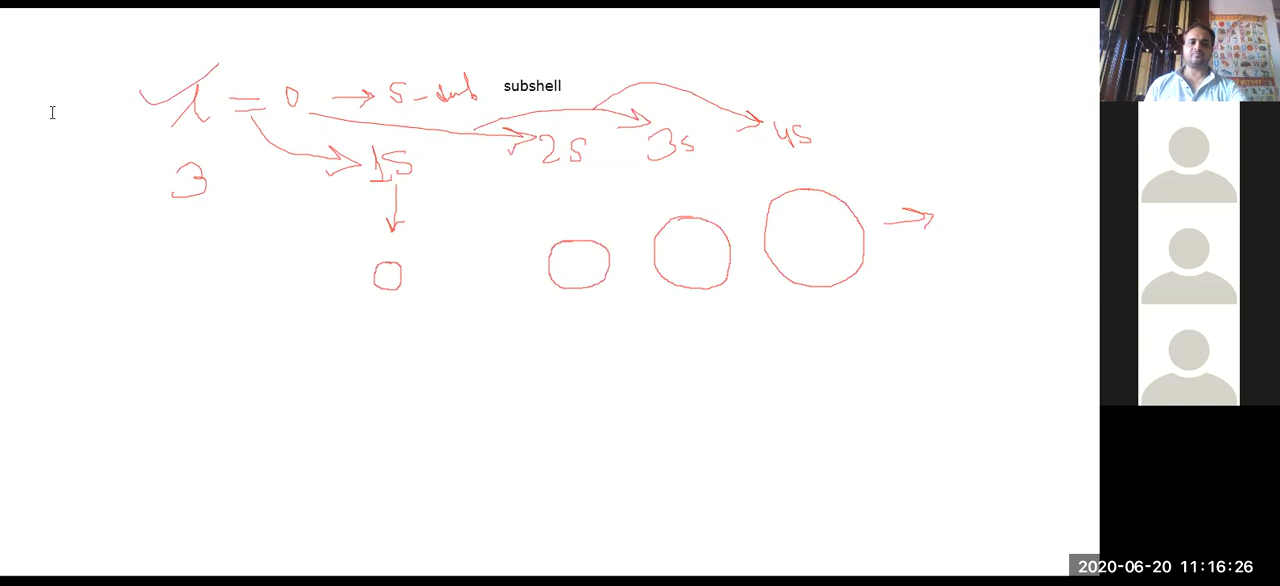 l = 0 → s-sub subshell
1s 2s 3s 4s
3
2020-06-20 11:16:26